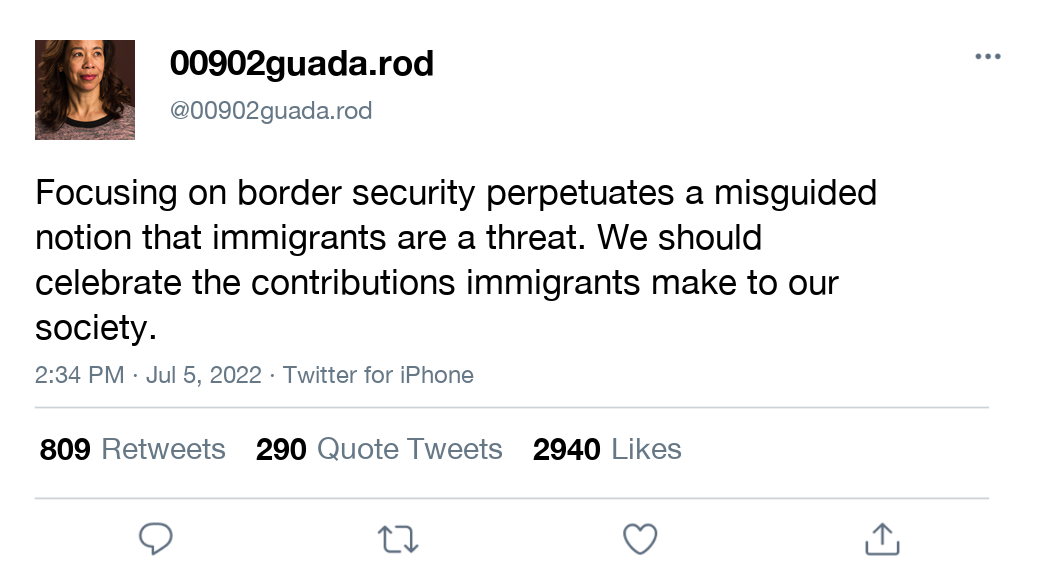 00902guada.rod
@00902guada.rod
Focusing on border security perpetuates a misguided
notion that immigrants are a threat. We should
celebrate the contributions immigrants make to our
society.
2:34 PM · Jul 5, 2022 · Twitter for iPhone
809 Retweets 290 Quote Tweets 2940 Likes